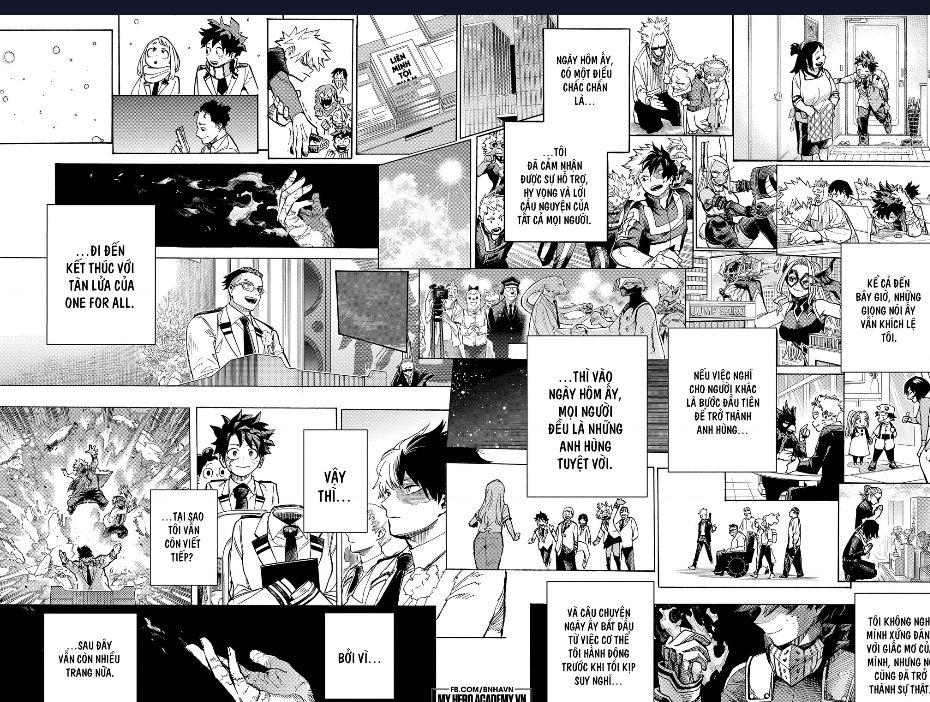 NGÀY HÔM ẤY,
CÓ MỘT ĐIỀU
CHẮC CHẮN
LÀ...
...TÔI
ĐÃ CẢM NHẬN
ĐƯỢC SỰ HỖ TRỢ,
HY VỌNG VÀ LỜI
CẦU NGUYỆN CỦA
TẤT CẢ MỌI NGƯỜI.
LIÊN
MINH
TỘI
KỂ CẢ ĐẾN
BÂY GIỜ, NHỮNG
GIỌNG NÓI ẤY
VẪN KHÍCH LỆ
TÔI.
JUMP
NẾU VIỆC NGHĨ
CHO NGƯỜI KHÁC
LÀ BƯỚC ĐẦU TIÊN
ĐỂ TRỞ THÀNH
ANH HÙNG...
...THÌ VÀO
NGÀY HÔM ẤY,
MỌI NGƯỜI
ĐỀU LÀ NHỮNG
ANH HÙNG
TUYỆT VỜI.
TÔI KHÔNG NGH
MÌNH XỨNG ĐÁN
VỚI GIẤC MƠ CỦ
MÌNH, NHƯNG N
CŨNG ĐÃ TRỞ
THÀNH SỰ THẬT.
VÀ CÂU CHUYỆN
NGÀY ẤY BẮT ĐẦU
TỪ VIỆC CƠ THỂ
TÔI HÀNH ĐỘNG
TRƯỚC KHI TÔI KỊP
SUY NGHĨ...
...ĐI ĐẾN
KẾT THÚC VỚI
TÀN LỬA CỦA
ONE FOR ALL.
VẬY
THÌ...
...TẠI SAO
TÔI VẪN
CÒN VIẾT
TIẾP?
BỞI VÌ...
...SAU ĐÂY
VẪN CÒN NHIỀU
TRANG NỮA.
FB.COM/BNHAVN
MY HERO ACADEMY VN